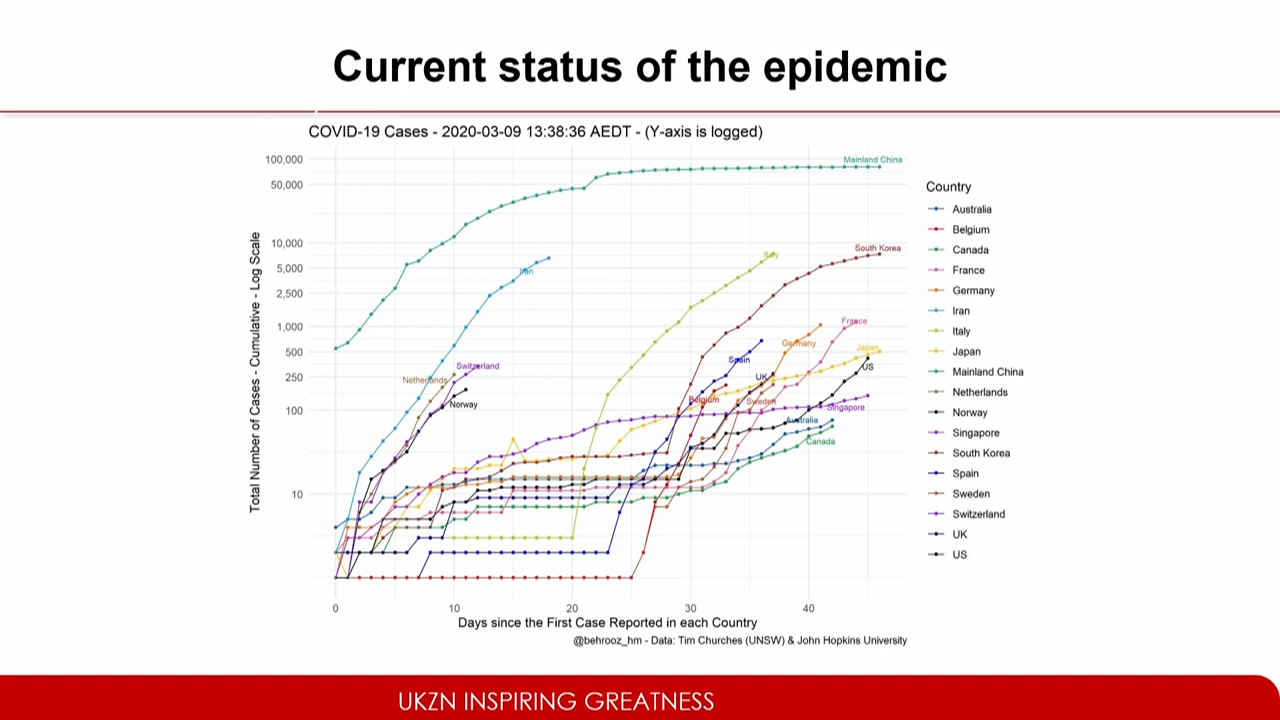 Current status of the epidemic
COVID-19 Cases - 2020-03-09 13:38:36 AEDT - (Y-axis is logged)
Total Number of Cases - Cumulative - Log Scale
100,000
50,000
10,000
5,000
2,500
1,000
500
250
100
10
Mainland China
South Korea
Italy
Iran
France
Germany
Japan
Spain
US
Switzerland
Netherlands
UK
Belgium
Sweden
Norway
Singapore
Australia
Canada
0
10
20
30
40
Days since the First Case Reported in each Country
@behrooz_hm - Data: Tim Churches (UNSW) & John Hopkins University
Country
Australia
Belgium
Canada
France
Germany
Iran
Italy
Japan
Mainland China
Netherlands
Norway
Singapore
South Korea
Spain
Sweden
Switzerland
UK
US
UKZN INSPIRING GREATNESS